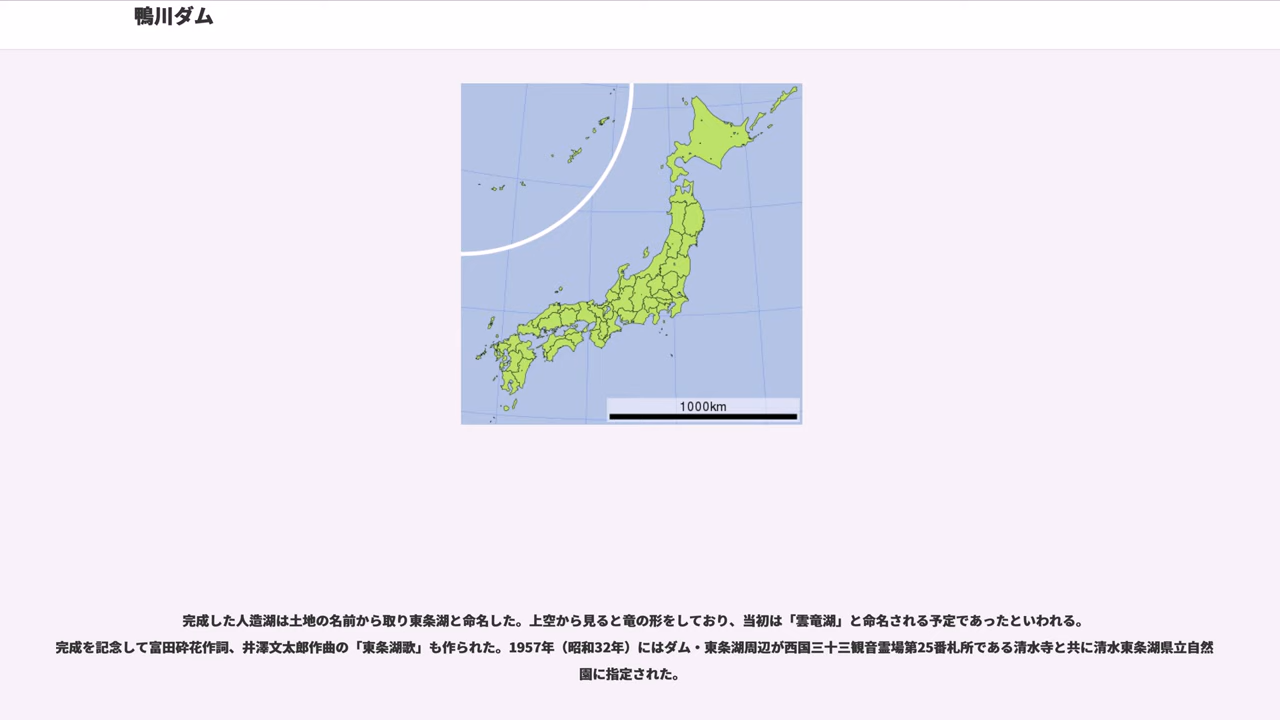 鴨川ダム
1000km
完成した人造湖は土地の名前から取り東条湖と命名した。上空から見ると竜の形をしており、当初は「雲竜湖」と命名される予定であったといわれる。
完成を記念して富田砕花作詞、井澤文太郎作曲の「東条湖歌」も作られた。1957年（昭和32年）にはダム・東条湖周辺が西国三十三観音霊場第25番札所である清水寺と共に清水東条湖県立自然
園に指定された。